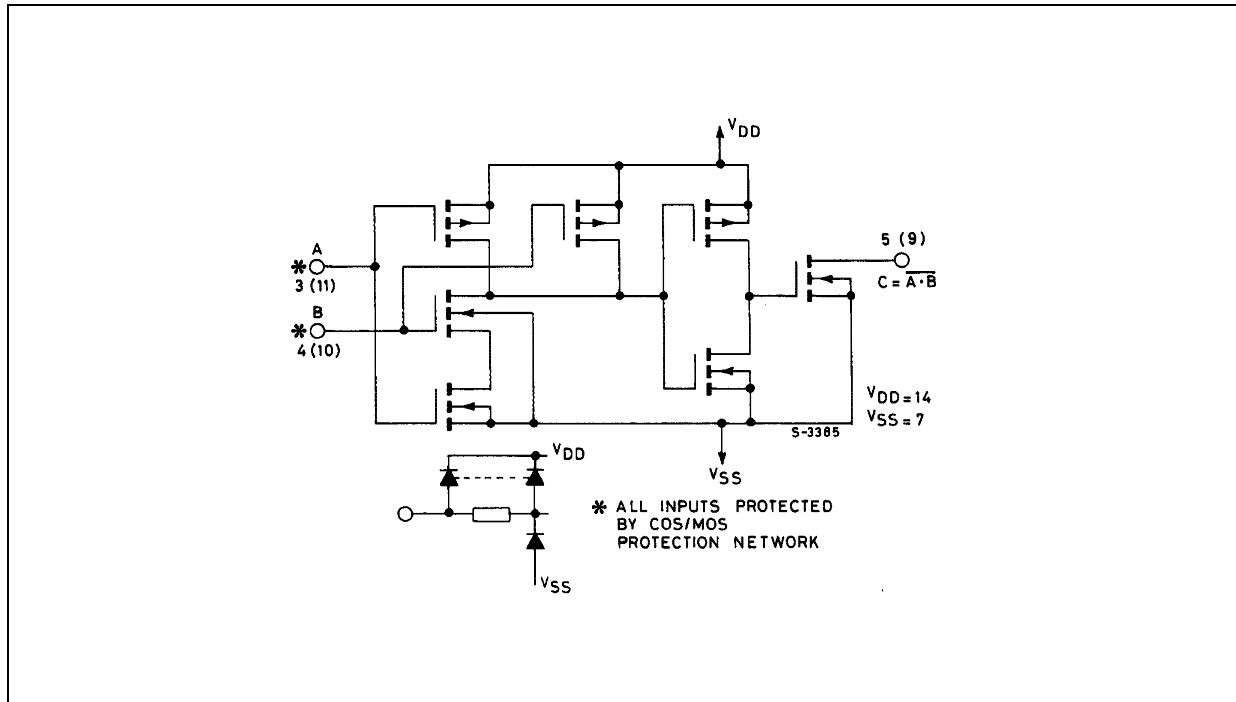 VDD
A
* 3 (11)
B
* 4 (10)
5 (9)
C = A·B
VDD = 14
VSS = 7
S-3385
VSS
VDD
* ALL INPUTS PROTECTED
BY COS/MOS
PROTECTION NETWORK
VSS